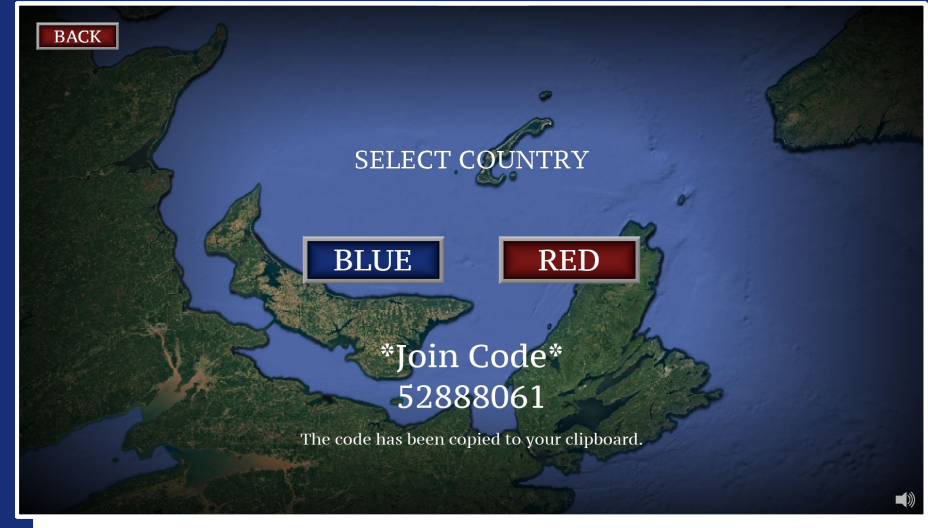 BACK
SELECT COUNTRY
BLUE
RED
*Join Code*
52888061
The code has been copied to your clipboard.